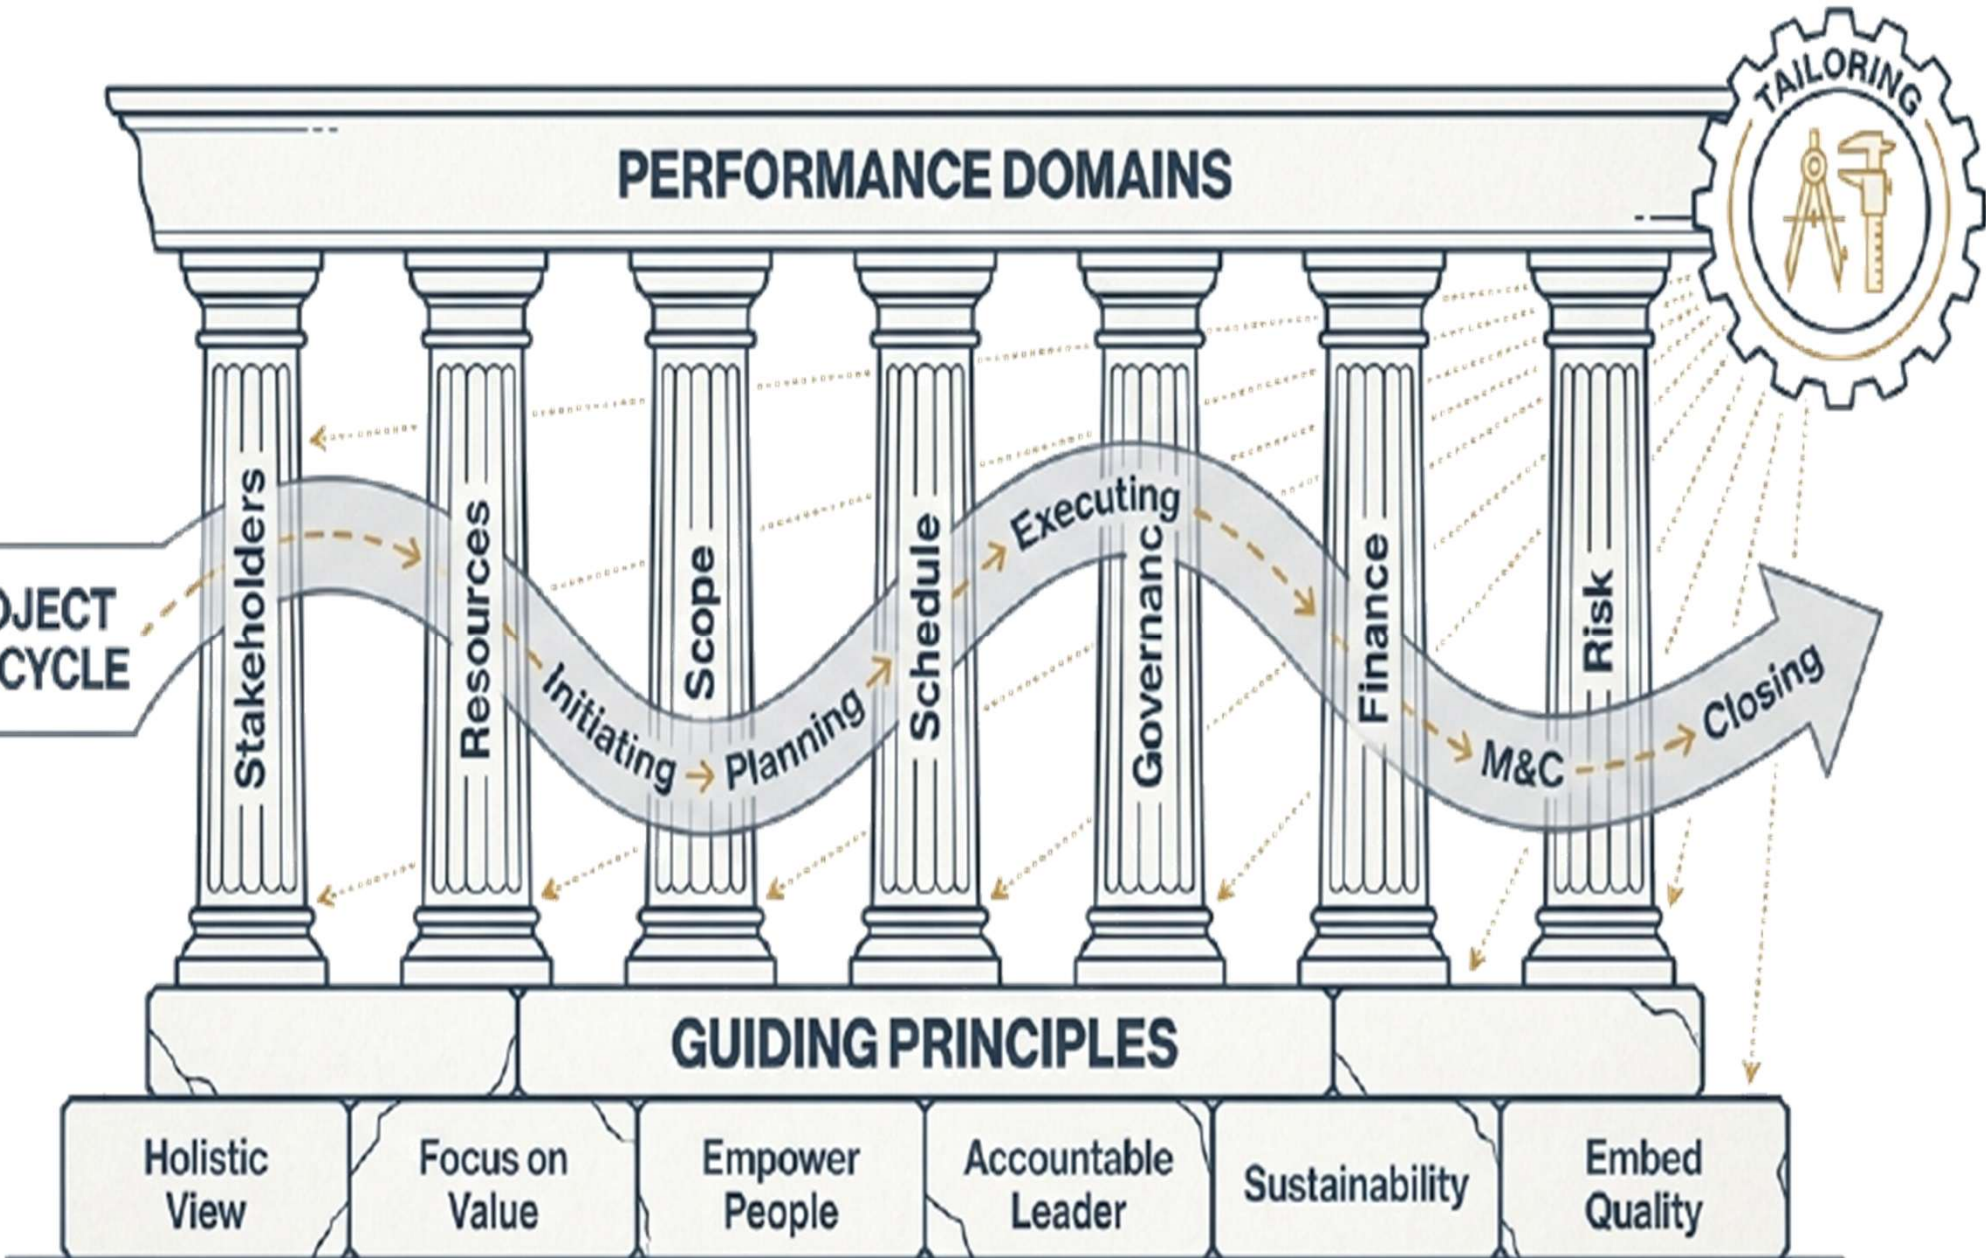 TAILORING
PERFORMANCE DOMAINS
Stakeholders
Resources
Scope
Schedule
Governanc
Finance
Risk
OJECT
CYCLE
Initiating
Planning
Executing
M&C
Closing
GUIDING PRINCIPLES
Holistic
View
Focus on
Value
Empower
People
Accountable
Leader
Sustainability
Embed
Quality